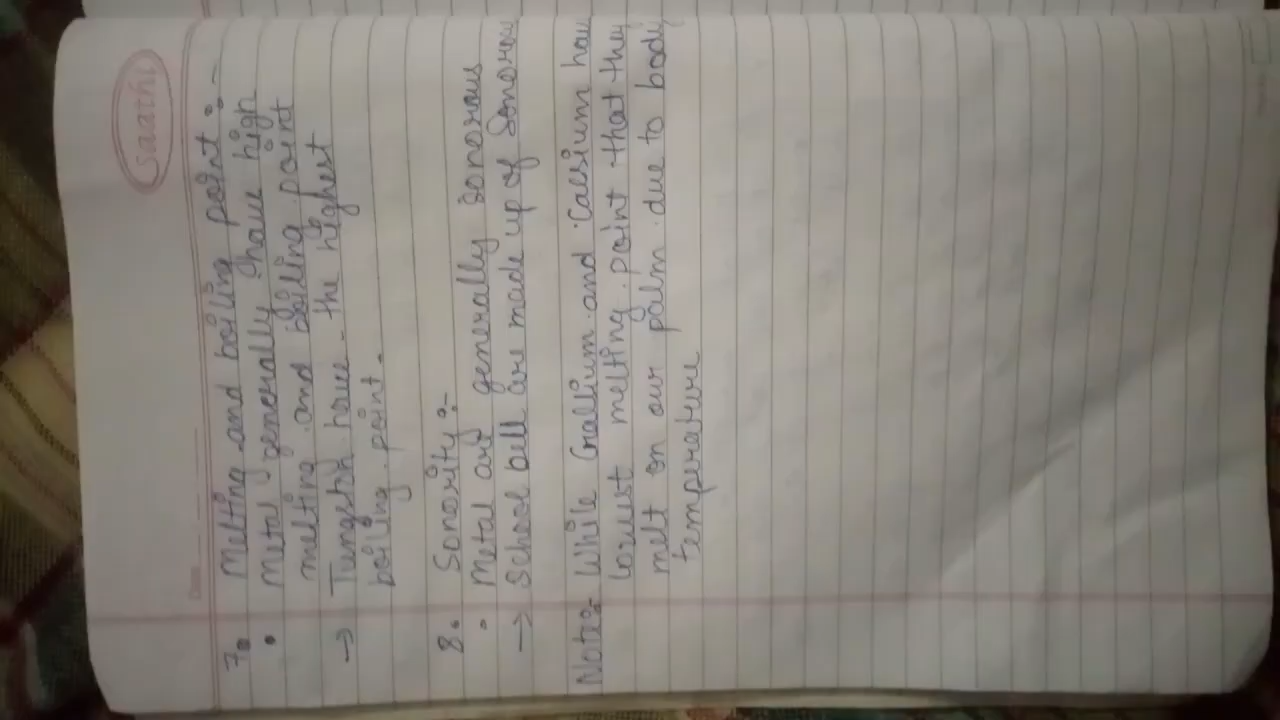 saathi
Date
7. Melting and boiling point :-
• Metal generally have high
melting and boiling point
→ Tungston have the highest
boiling point.
8. Sonority :-
• Metal are generally sonorous
→ School bell are made up of Sonorous
Note:- While Gallium and Caesium have
lowest melting point that they
melt on our palm due to body
temperature